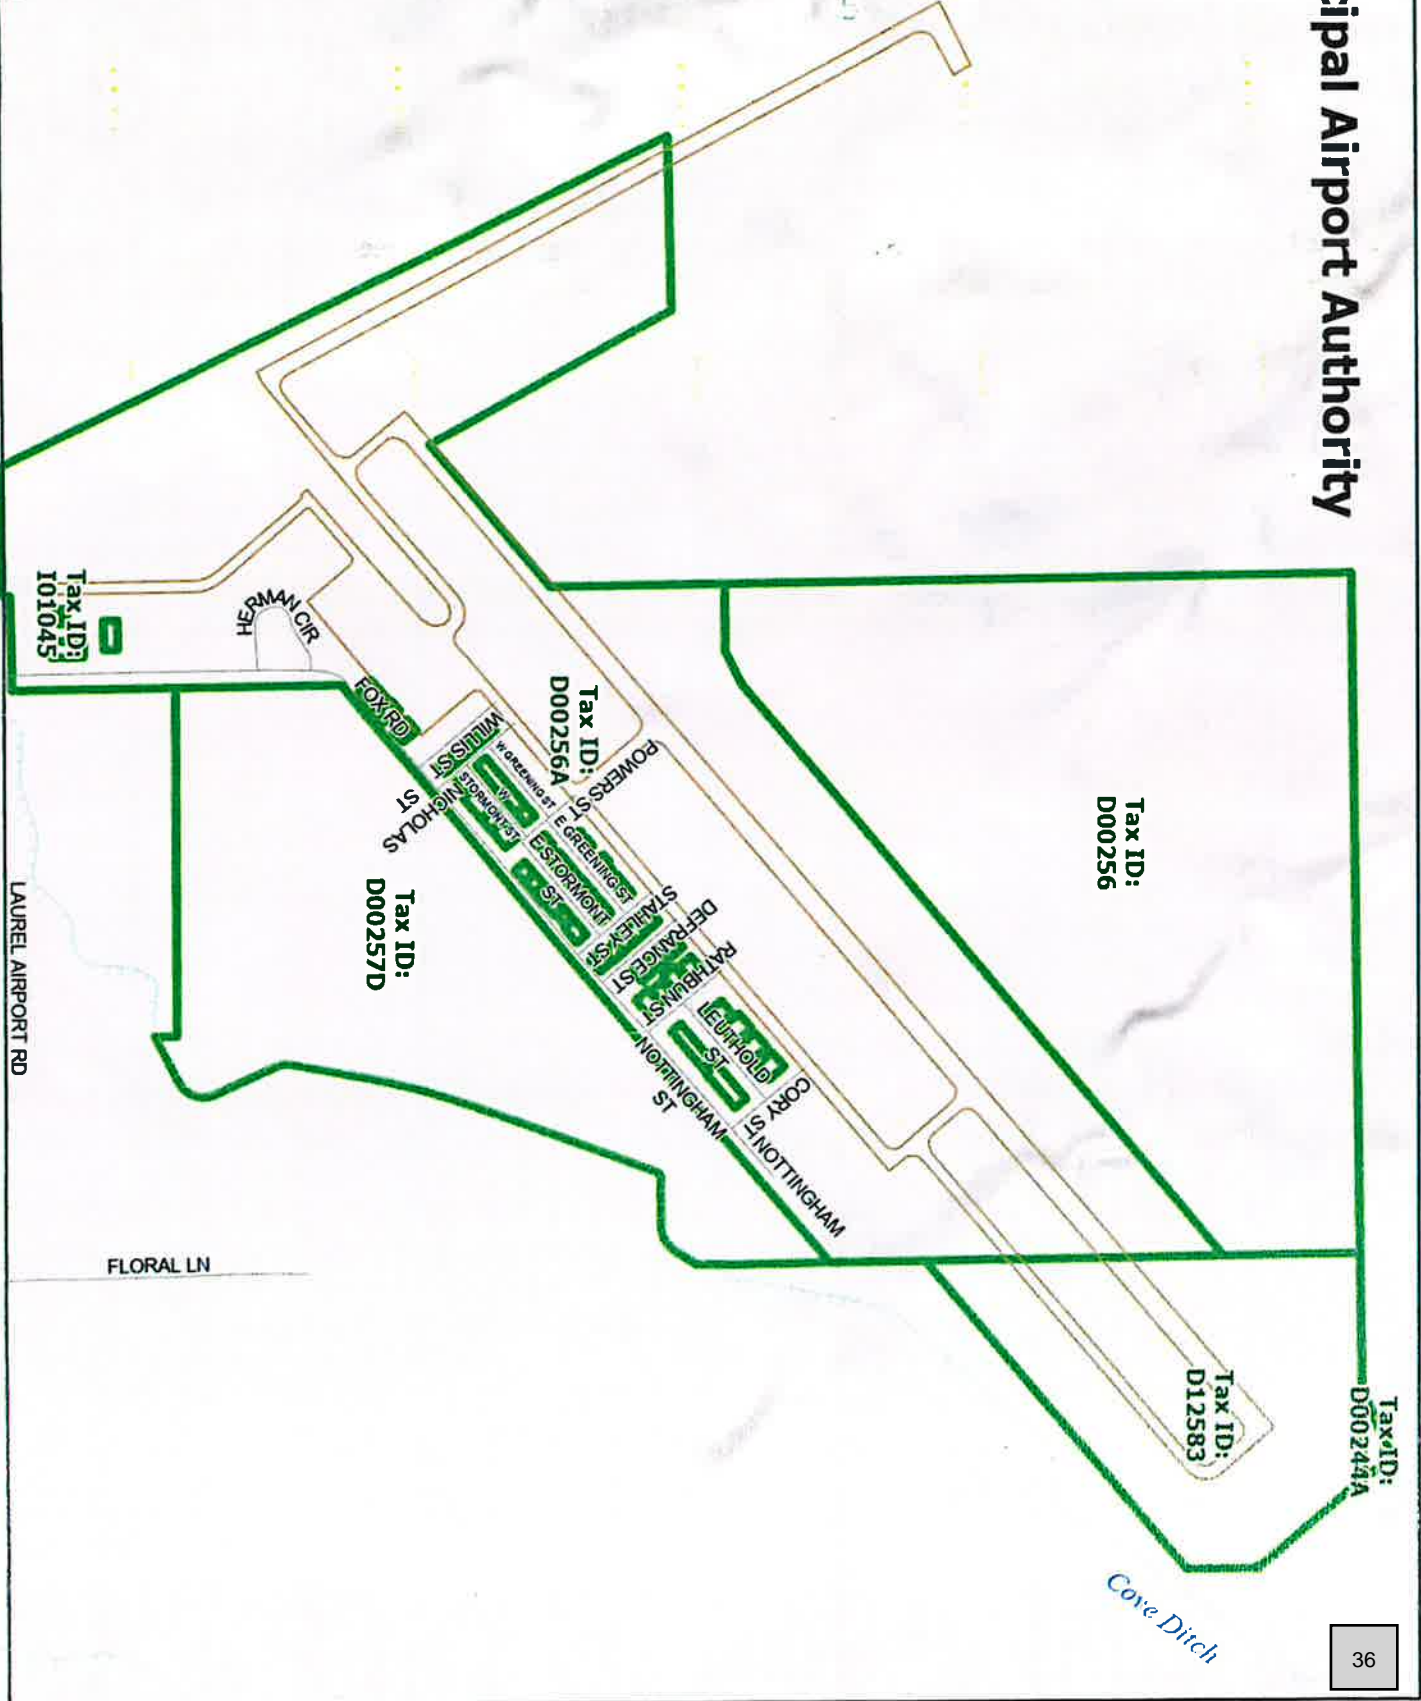 cipal Airport Authority
Tax ID:
D00244A
Tax ID:
D12583
Tax ID:
D00256
Tax ID:
D00256A
Tax ID:
D00257D
Tax ID:
I01045
HERMAN CIR
FOX RD
WILLIS ST
W GREENING ST
W
STORMONT ST
NICHOLAS
ST
POWERS ST
E GREENING ST
E STORMONT
ST
STAHLEY ST
DEFRANCE ST
RATHBUN ST
LEUTHOLD
ST
CORY ST
NOTTINGHAM
ST
NOTTINGHAM
LAUREL AIRPORT RD
FLORAL LN
Cove Ditch
36